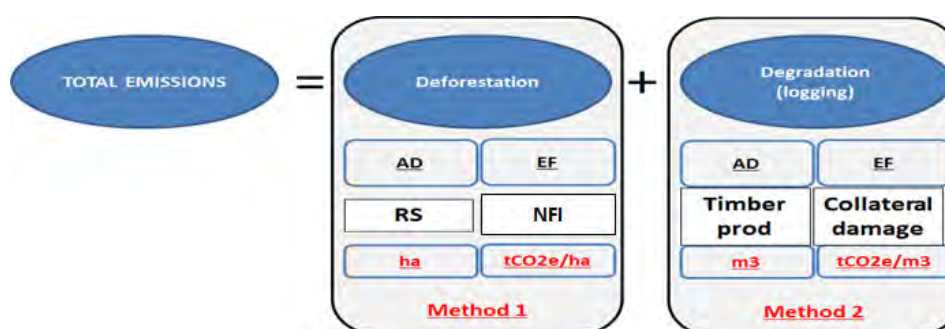 TOTAL EMISSIONS
=
Deforestation
+
Degradation
(logging)
AD
EF
AD
EF
RS
NFI
Timber
prod
Collateral
damage
ha
tCO2e/ha
m3
tCO2e/m3
Method 1
Method 2